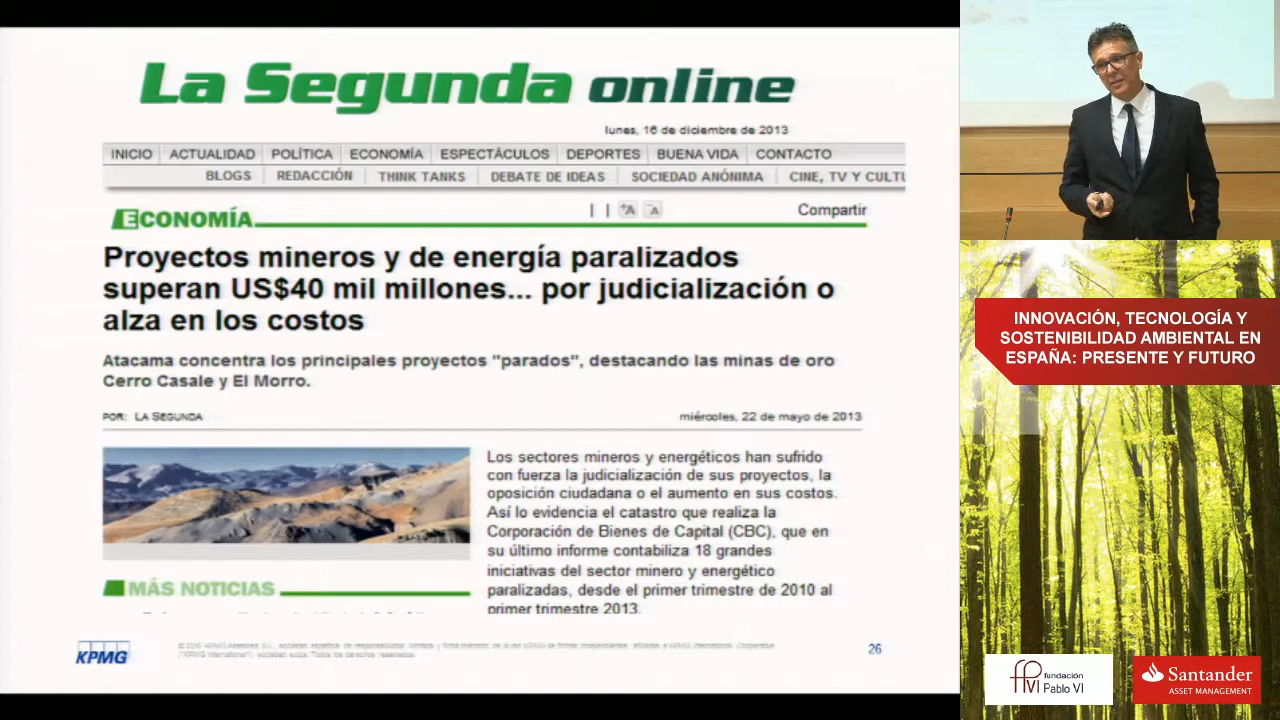 La Segunda online
lunes, 16 de diciembre de 2013
INICIO ACTUALIDAD POLÍTICA ECONOMÍA ESPECTÁCULOS DEPORTES BUENA VIDA CONTACTO
BLOGS REDACCIÓN THINK TANKS DEBATE DE IDEAS SOCIEDAD ANÓNIMA CINE, TV Y CULTU
| | +A -A Compartir
ECONOMÍA
Proyectos mineros y de energía paralizados
superan US$40 mil millones... por judicialización o
alza en los costos
Atacama concentra los principales proyectos "parados", destacando las minas de oro
Cerro Casale y El Morro.
POR: LA SEGUNDA
miércoles, 22 de mayo de 2013
Los sectores mineros y energéticos han sufrido
con fuerza la judicialización de sus proyectos, la
oposición ciudadana o el aumento en sus costos.
Así lo evidencia el catastro que realiza la
Corporación de Bienes de Capital (CBC), que en
su último informe contabiliza 18 grandes
iniciativas del sector minero y energético
paralizadas, desde el primer trimestre de 2010 al
primer trimestre 2013.
MÁS NOTICIAS
KPMG
26
INNOVACIÓN, TECNOLOGÍA Y
SOSTENIBILIDAD AMBIENTAL EN
ESPAÑA: PRESENTE Y FUTURO
fundación
Pablo VI
Santander
ASSET MANAGEMENT